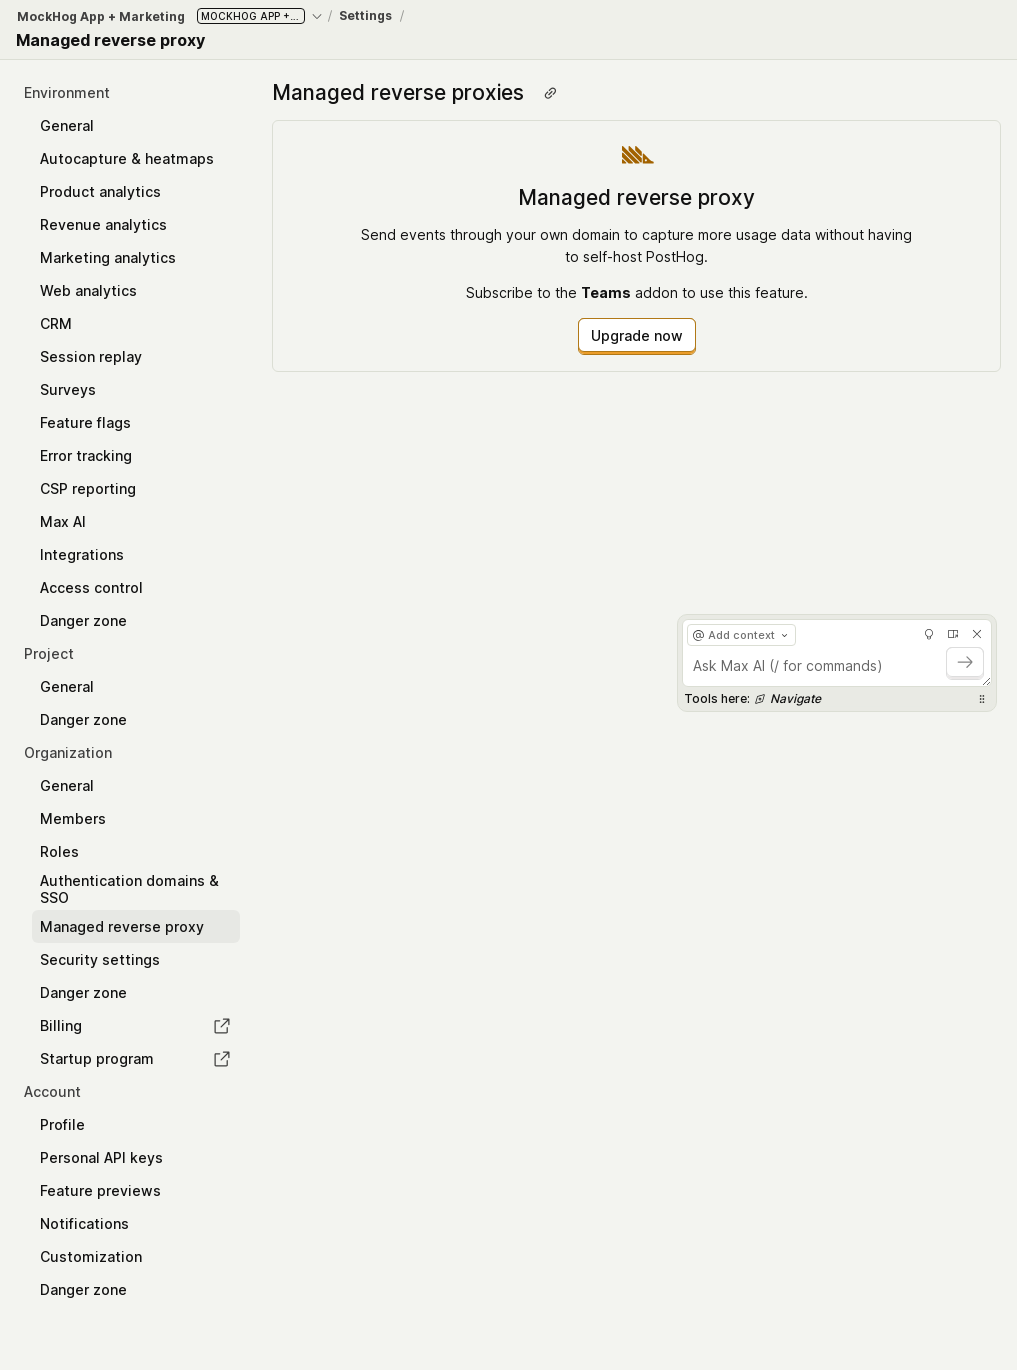 MockHog App + Marketing MOCKHOG APP +... / Settings /
Managed reverse proxy
Environment
General
Autocapture & heatmaps
Product analytics
Revenue analytics
Marketing analytics
Web analytics
CRM
Session replay
Surveys
Feature flags
Error tracking
CSP reporting
Max AI
Integrations
Access control
Danger zone
Project
General
Danger zone
Organization
General
Members
Roles
Authentication domains &
SSO
Managed reverse proxy
Security settings
Danger zone
Billing
Startup program
Account
Profile
Personal API keys
Feature previews
Notifications
Customization
Danger zone
Managed reverse proxies
Managed reverse proxy
Send events through your own domain to capture more usage data without having
to self-host PostHog.
Subscribe to the Teams addon to use this feature.
Upgrade now
@ Add context
Ask Max AI (/ for commands)
Tools here: Navigate